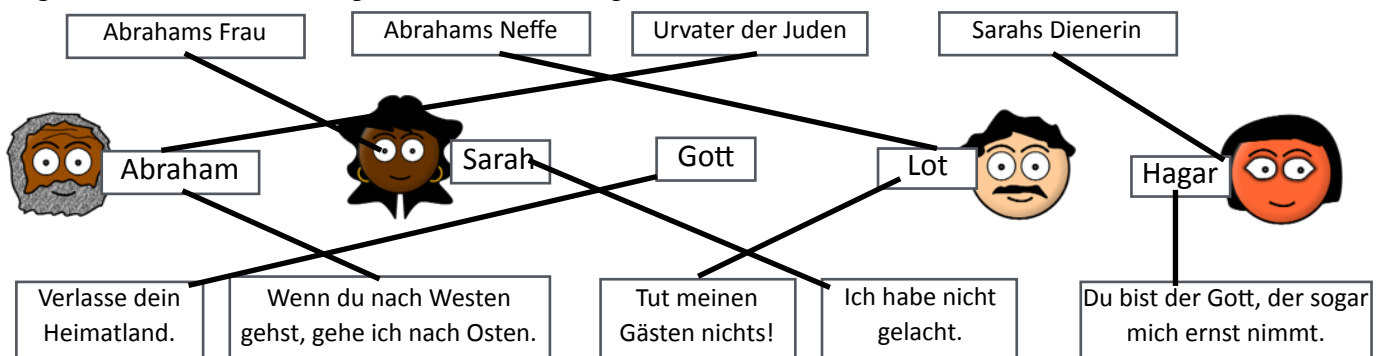 Abrahams Frau
Abrahams Neffe
Urvater der Juden
Sarahs Dienerin
Abraham
Sarah
Gott
Lot
Hagar
Verlasse dein
Heimatland.
Wenn du nach Westen
gehst, gehe ich nach Osten.
Tut meinen
Gästen nichts!
Ich habe nicht
gelacht.
Du bist der Gott, der sogar
mich ernst nimmt.